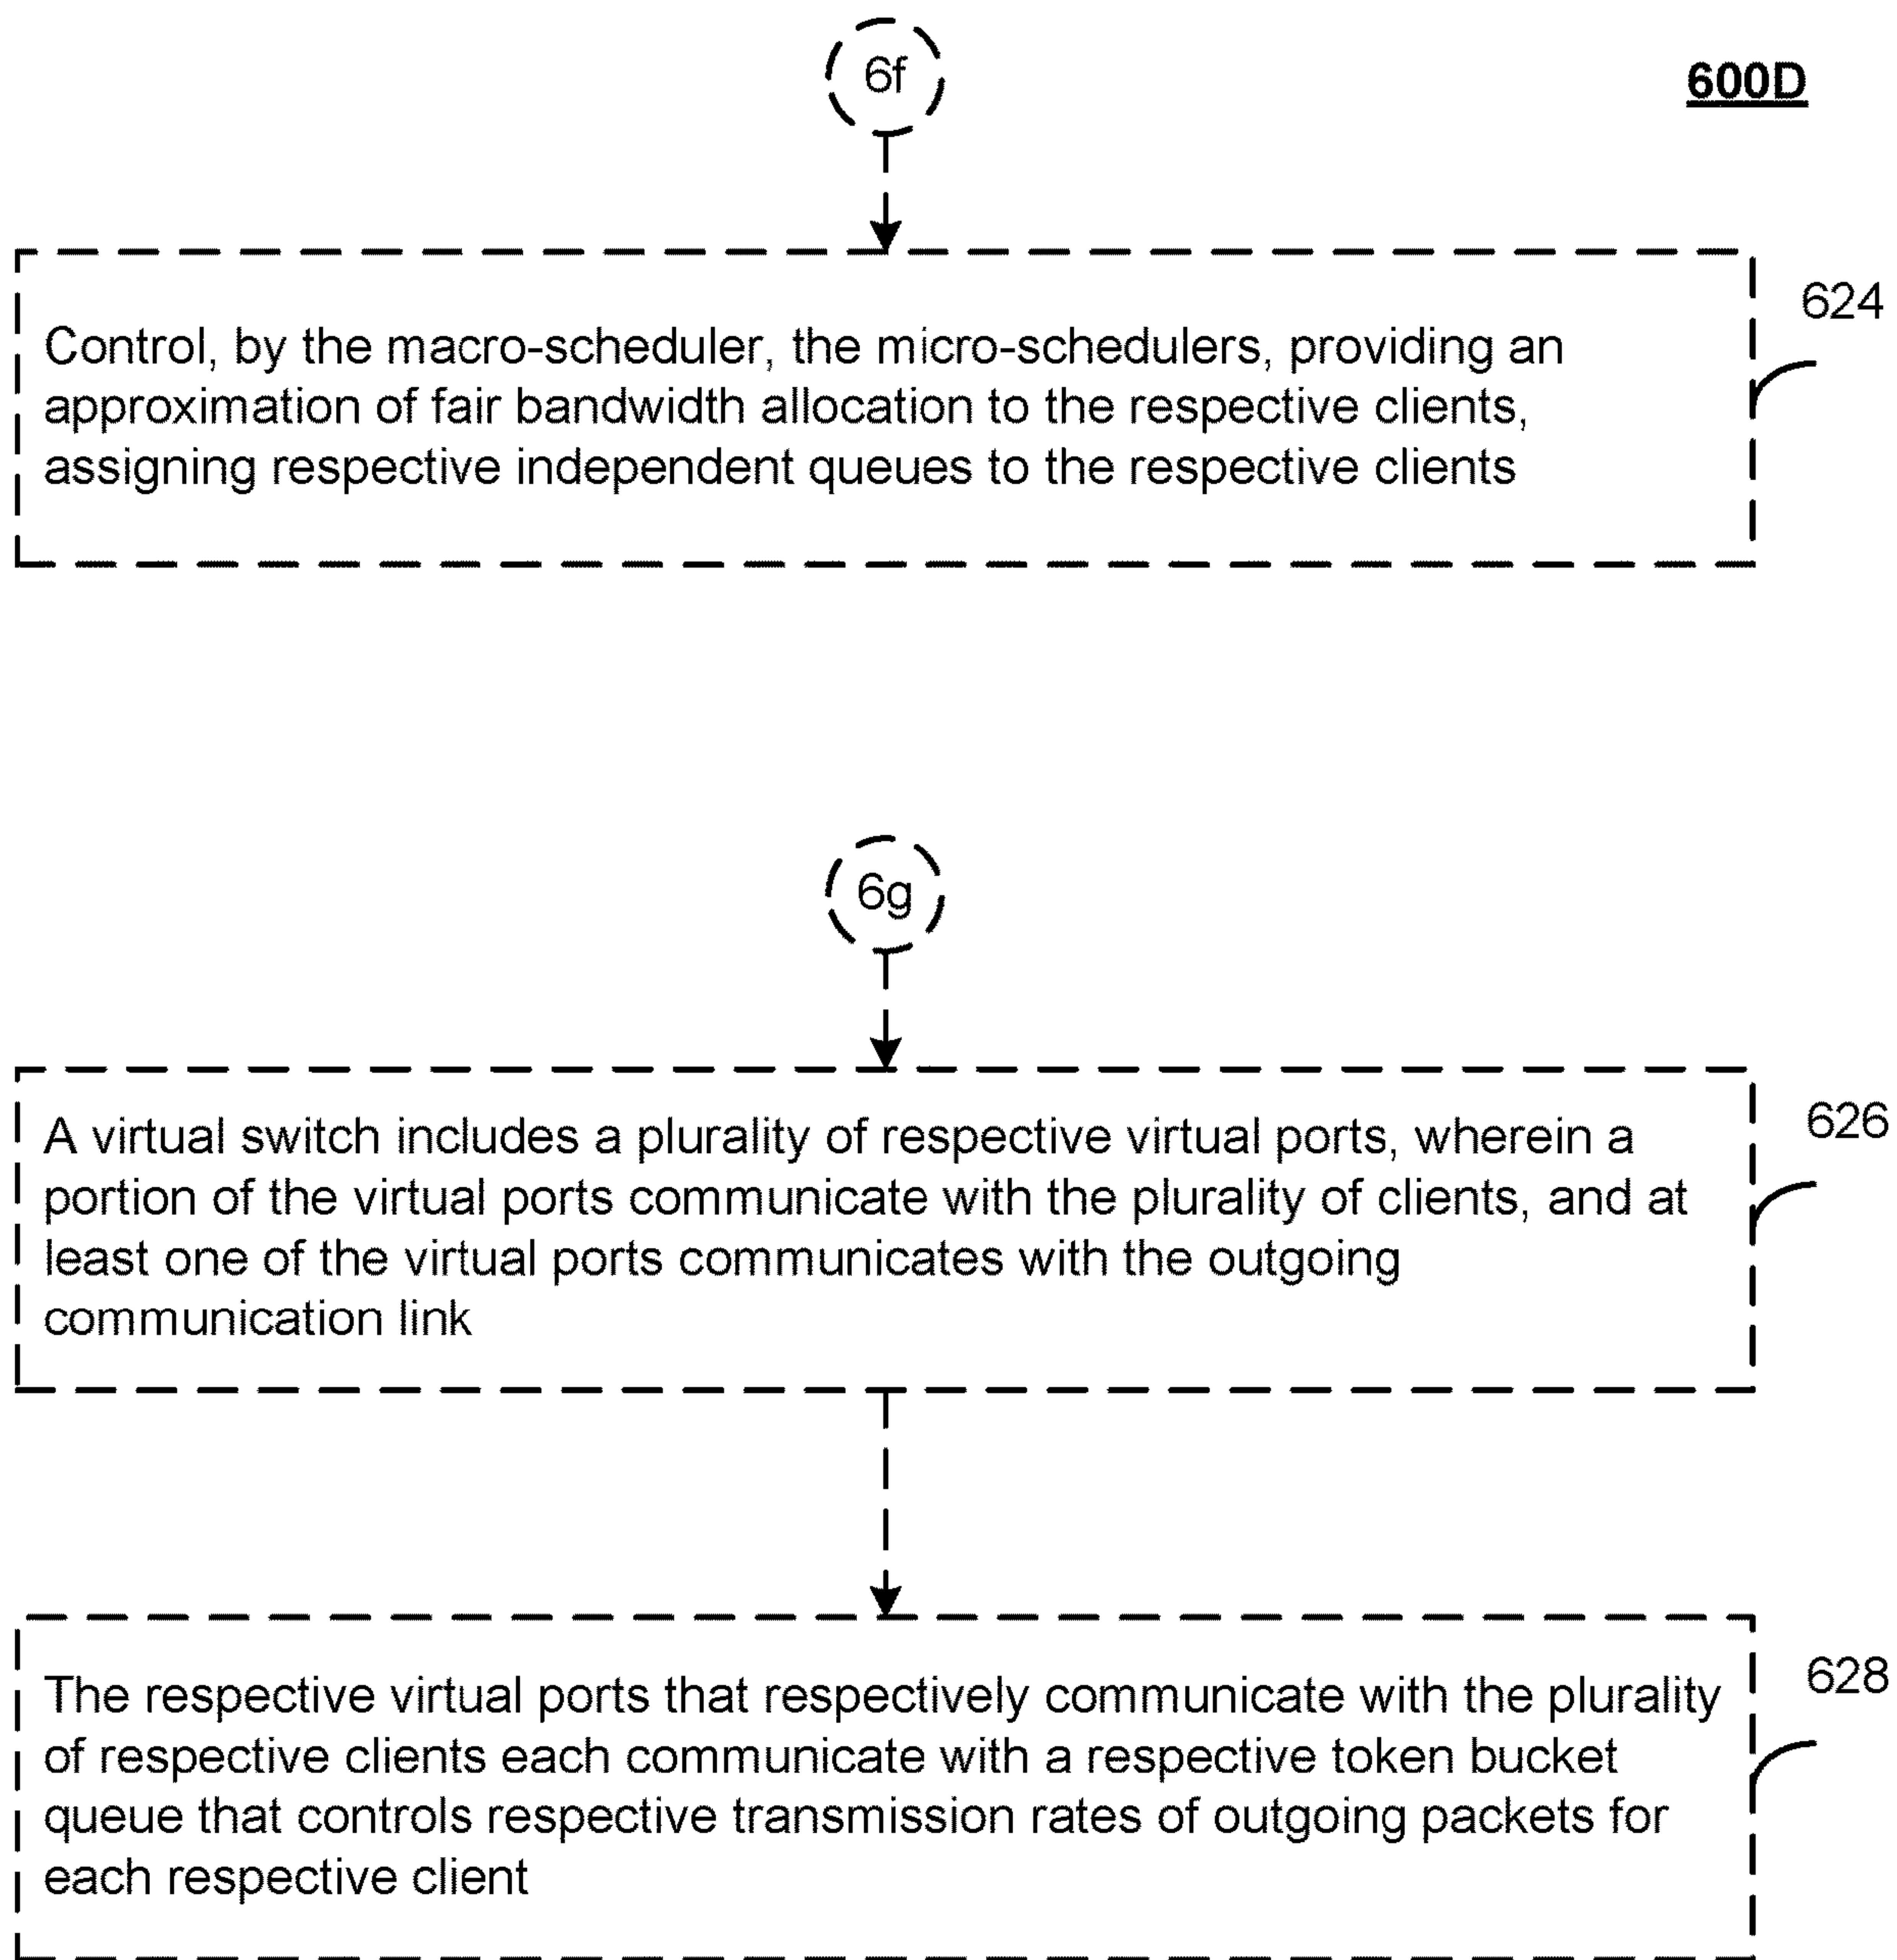 6f
600D
624
Control, by the macro-scheduler, the micro-schedulers, providing an
approximation of fair bandwidth allocation to the respective clients,
assigning respective independent queues to the respective clients
6g
626
A virtual switch includes a plurality of respective virtual ports, wherein a
portion of the virtual ports communicate with the plurality of clients, and at
least one of the virtual ports communicates with the outgoing
communication link
628
The respective virtual ports that respectively communicate with the plurality
of respective clients each communicate with a respective token bucket
queue that controls respective transmission rates of outgoing packets for
each respective client